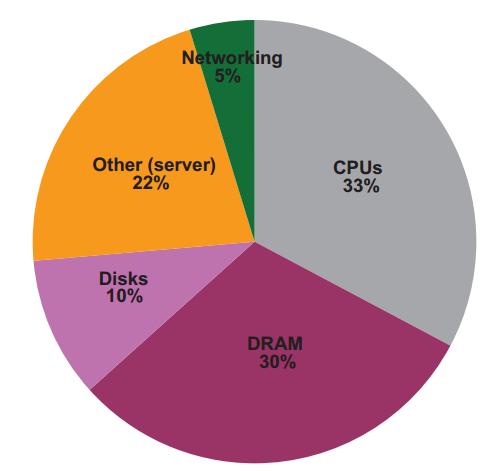 Networking
5%
CPUs
33%
Other (server)
22%
Disks
10%
DRAM
30%